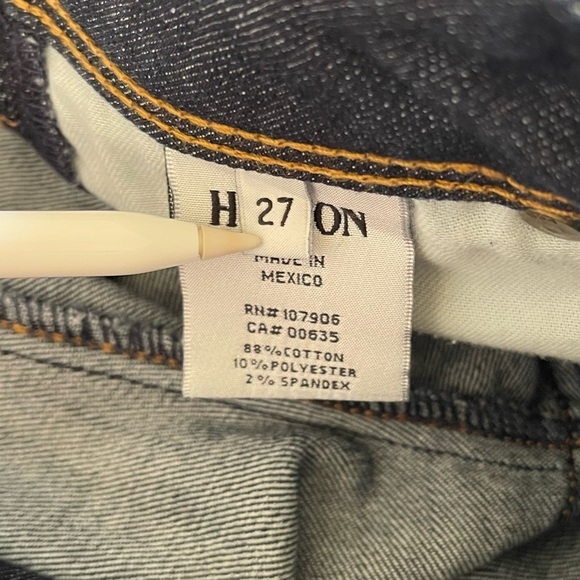 H 27 ON
MADE IN
MEXICO
RN# 107906
CA# 00635
88% COTTON
10% POLYESTER
2% SPANDEX